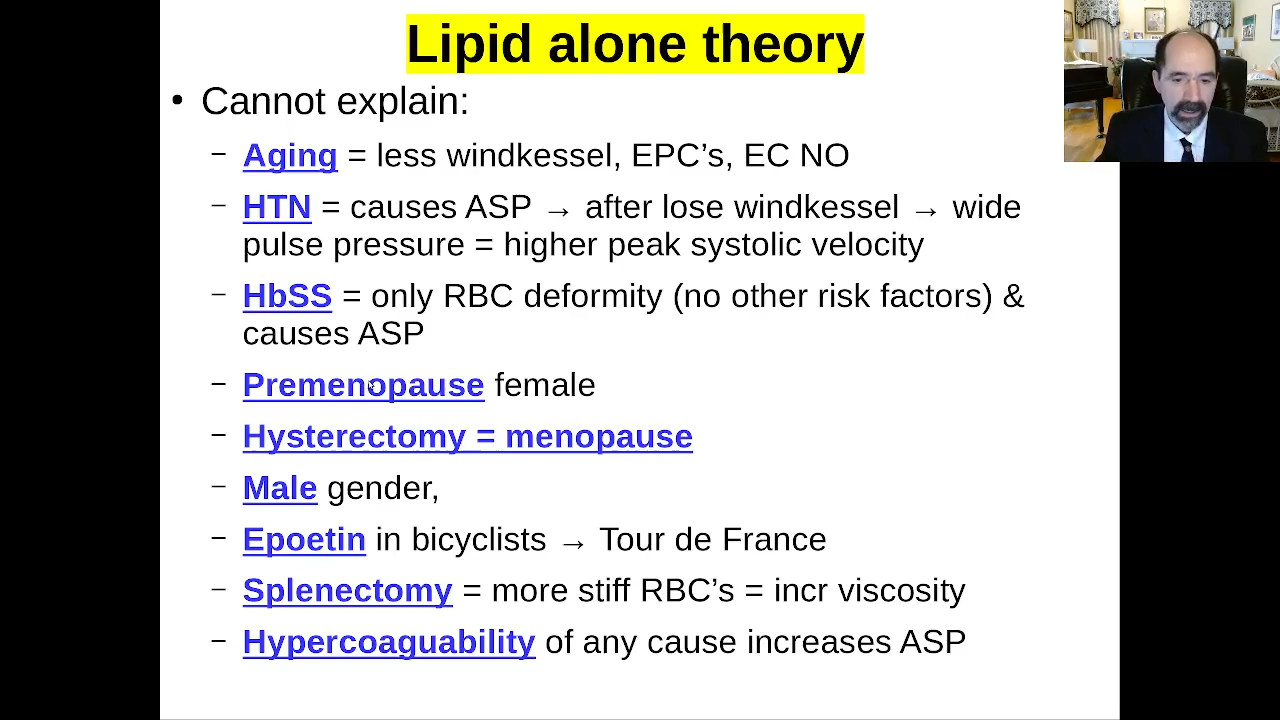 Lipid alone theory
• Cannot explain:
– Aging = less windkessel, EPC’s, EC NO
– HTN = causes ASP → after lose windkessel → wide
pulse pressure = higher peak systolic velocity
– HbSS = only RBC deformity (no other risk factors) &
causes ASP
– Premenopause female
– Hysterectomy = menopause
– Male gender,
– Epoetin in bicyclists → Tour de France
– Splenectomy = more stiff RBC’s = incr viscosity
– Hypercoaguability of any cause increases ASP